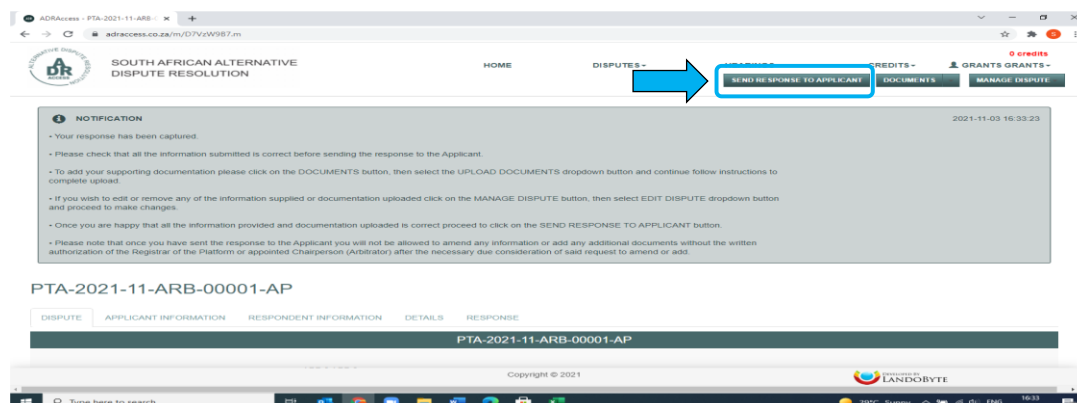 ADRAccess - PTA-2021-11-ARB-
adraccess.co.za/m/D7VzW987.m
ALTERNATIVE DISPUTE RESOLUTION
ADR
ACCESS
SOUTH AFRICAN ALTERNATIVE
DISPUTE RESOLUTION
HOME
DISPUTES
CREDITS
0 credits
GRANTS GRANTS
SEND RESPONSE TO APPLICANT
DOCUMENTS
MANAGE DISPUTE
NOTIFICATION
2021-11-03 16:33:23
• Your response has been captured.
• Please check that all the information submitted is correct before sending the response to the Applicant.
• To add your supporting documentation please click on the DOCUMENTS button, then select the UPLOAD DOCUMENTS dropdown button and continue follow instructions to
complete upload.
• If you wish to edit or remove any of the information supplied or documentation uploaded click on the MANAGE DISPUTE button, then select EDIT DISPUTE dropdown button
and proceed to make changes.
• Once you are happy that all the information provided and documentation uploaded is correct proceed to click on the SEND RESPONSE TO APPLICANT button.
• Please note that once you have sent the response to the Applicant you will not be allowed to amend any information or add any additional documents without the written
authorization of the Registrar of the Platform or appointed Chairperson (Arbitrator) after the necessary due consideration of said request to amend or add.
PTA-2021-11-ARB-00001-AP
DISPUTE
APPLICANT INFORMATION
RESPONDENT INFORMATION
DETAILS
RESPONSE
PTA-2021-11-ARB-00001-AP
Copyright © 2021
DEVELOPED BY
LANDOBYTE
Type here to search
29°C Sunny
ENG
16:33